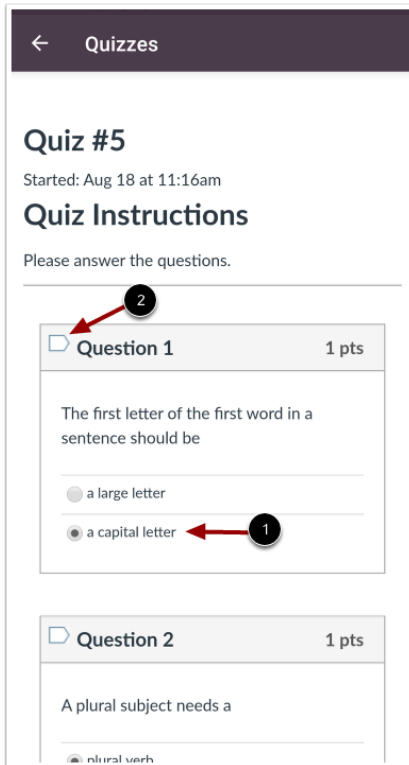 Quizzes
Quiz #5
Started: Aug 18 at 11:16am
Quiz Instructions
Please answer the questions.
2
Question 1 1 pts
The first letter of the first word in a
sentence should be
a large letter
a capital letter 1
Question 2 1 pts
A plural subject needs a
plural verb